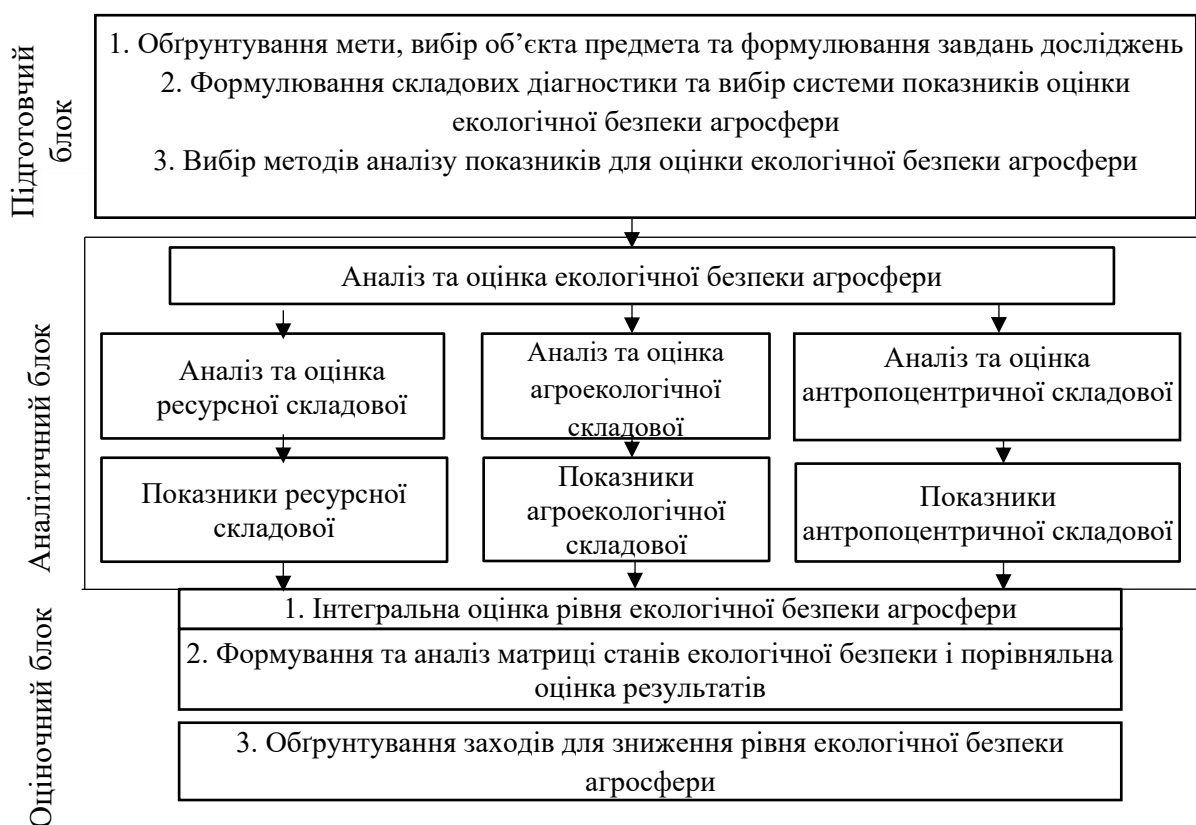 Підготовчий
блок
1. Обґрунтування мети, вибір об’єкта предмета та формулювання завдань досліджень
2. Формулювання складових діагностики та вибір системи показників оцінки
екологічної безпеки агросфери
3. Вибір методів аналізу показників для оцінки екологічної безпеки агросфери
Аналітичний блок
Аналіз та оцінка екологічної безпеки агросфери
Аналіз та оцінка
ресурсної складової
Аналіз та оцінка
агроекологічної
складової
Аналіз та оцінка
антропоцентричної складової
Показники ресурсної
складової
Показники
агроекологічної
складової
Показники
антропоцентричної складової
Оціночний блок
1. Інтегральна оцінка рівня екологічної безпеки агросфери
2. Формування та аналіз матриці станів екологічної безпеки і порівняльна
оцінка результатів
3. Обґрунтування заходів для зниження рівня екологічної безпеки
агросфери